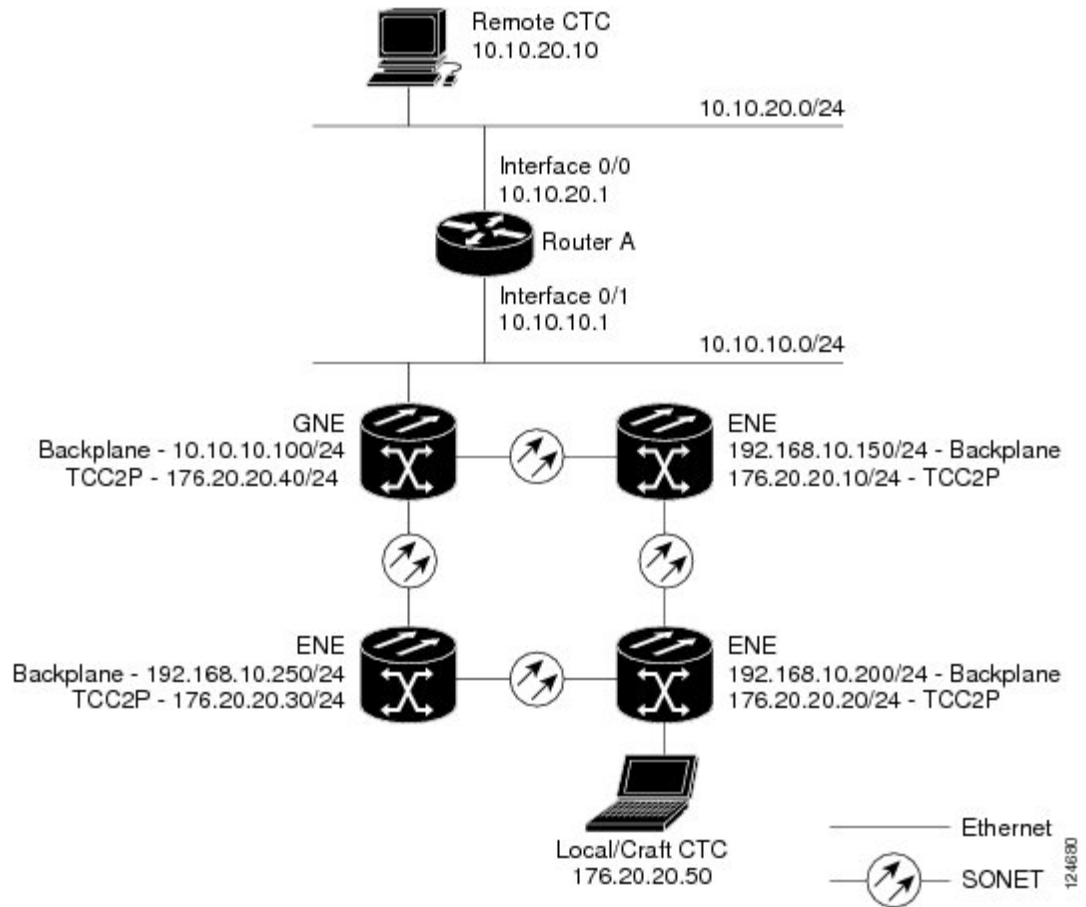 Remote CTC
10.10.20.10
10.10.20.0/24
Interface 0/0
10.10.20.1
Router A
Interface 0/1
10.10.10.1
10.10.10.0/24
GNE
Backplane - 10.10.10.100/24
TCC2P - 176.20.20.40/24
ENE
192.168.10.150/24 - Backplane
176.20.20.10/24 - TCC2P
ENE
Backplane - 192.168.10.250/24
TCC2P - 176.20.20.30/24
ENE
192.168.10.200/24 - Backplane
176.20.20.20/24 - TCC2P
Local/Craft CTC
176.20.20.50
Ethernet
SONET
124680